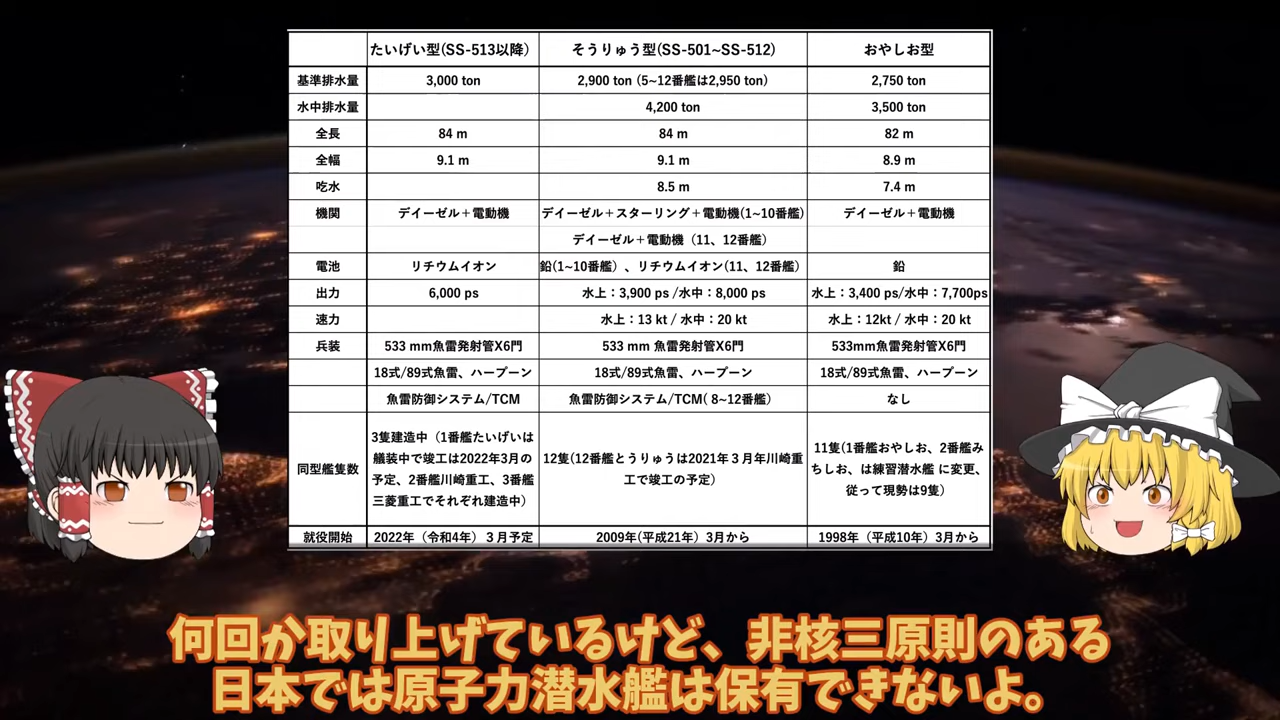 たいげい型(SS-513以降) そうりゅう型(SS-501~SS-512) おやしお型
基準排水量 3,000 ton 2,900 ton (5~12番艦は2,950 ton) 2,750 ton
水中排水量 4,200 ton 3,500 ton
全長 84 m 84 m 82 m
全幅 9.1 m 9.1 m 8.9 m
吃水 8.5 m 7.4 m
機関 デイーゼル＋電動機 デイーゼル＋スターリング＋電動機(1~10番艦) デイーゼル＋電動機
デイーゼル＋電動機（11、12番艦）
電池 リチウムイオン 鉛(1~10番艦）、リチウムイオン(11、12番艦） 鉛
出力 6,000 ps 水上：3,900 ps /水中：8,000 ps 水上：3,400 ps/水中：7,700ps
速力 水上：13 kt / 水中：20 kt 水上：12kt / 水中：20 kt
兵装 533 mm魚雷発射管X6門 533 mm 魚雷発射管X6門 533mm魚雷発射管X6門
18式/89式魚雷、ハープーン 18式/89式魚雷、ハープーン 18式/89式魚雷、ハープーン
魚雷防御システム/TCM 魚雷防御システム/TCM( 8~12番艦） なし
同型艦隻数
3隻建造中（1番艦たいげいは
艤装中で竣工は2022年3月の
予定、2番艦川崎重工、3番艦
三菱重工でそれぞれ建造中）
12隻(12番艦とうりゅうは2021年３月年川崎重
工で竣工の予定）
11隻(1番艦おやしお、2番艦み
ちしお、は練習潜水艦 に変更、
従って現勢は9隻）
就役開始 2022年（令和4年）３月予定 2009年(平成21年）3月から 1998年（平成10年）3月から
何回か取り上げているけど、非核三原則のある
日本では原子力潜水艦は保有できないよ。